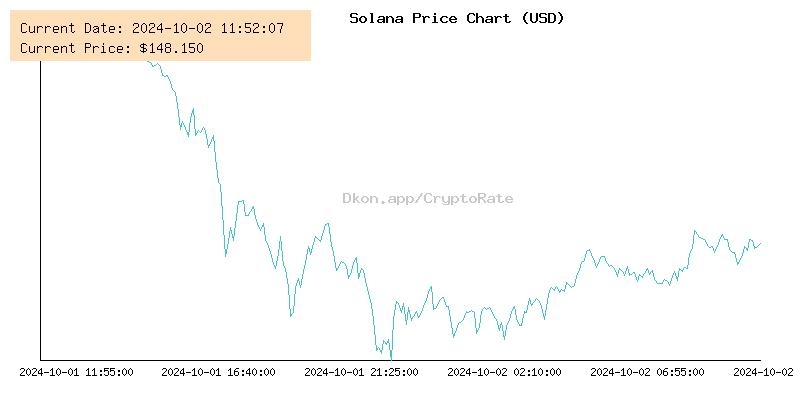 Solana Price Chart (USD)
Current Date: 2024-10-02 11:52:07
Current Price: $148.150
Dkon.app/CryptoRate
2024-10-01 11:55:00 2024-10-01 16:40:00 2024-10-01 21:25:00 2024-10-02 02:10:00 2024-10-02 06:55:00 2024-10-02